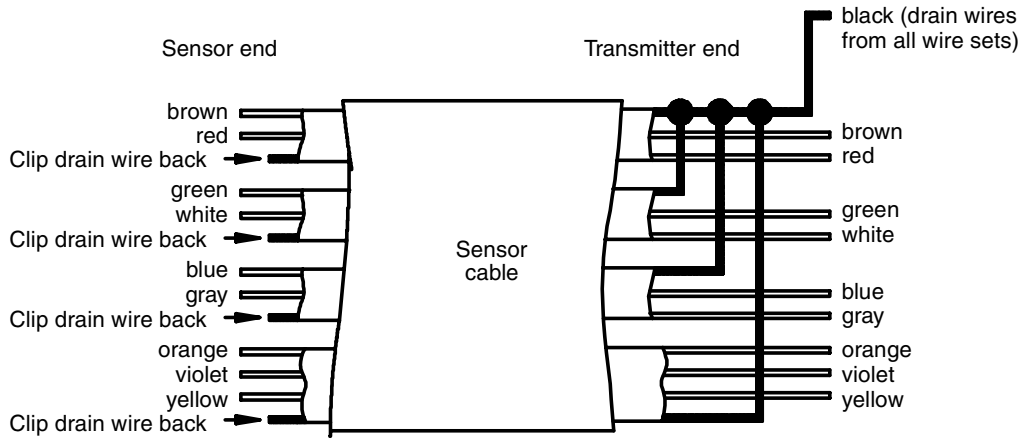 black (drain wires
from all wire sets)
Sensor end
Transmitter end
brown
red
Clip drain wire back
green
white
Clip drain wire back
blue
gray
Clip drain wire back
orange
violet
yellow
Clip drain wire back
Sensor
cable
brown
red
green
white
blue
gray
orange
violet
yellow